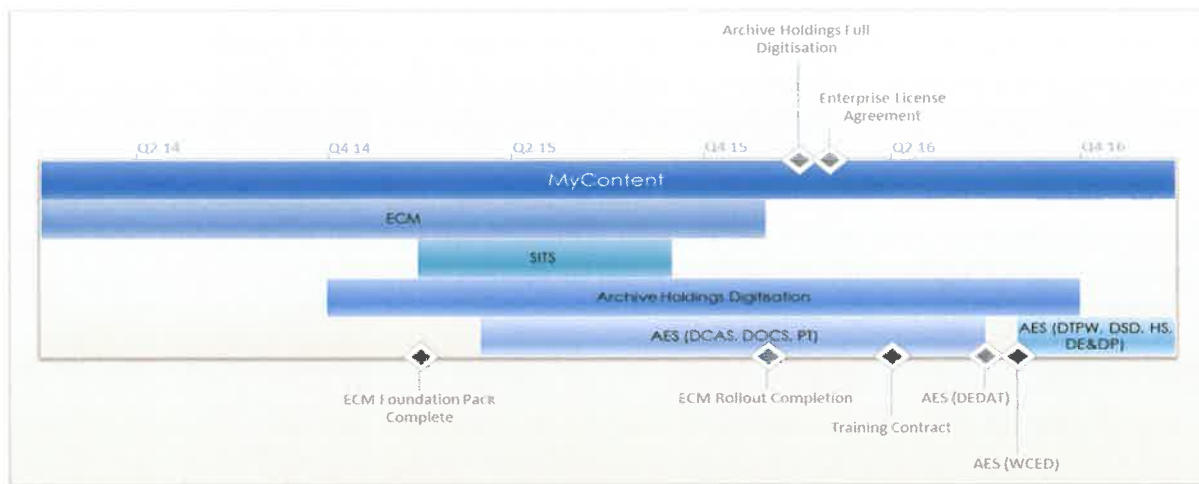 Archive Holdings Full
Digitisation
Enterprise License
Agreement
Q2 14
Q4 14
Q2 15
Q4 15
Q2 16
Q4 16
MyContent
ECM
SITS
Archive Holdings Digitisation
AES (DCAS, DOCS, PT)
AES (DTPW, DSD, HS,
DE&DP)
ECM Foundation Pack
Complete
ECM Rollout Completion
AES (DEDAT)
Training Contract
AES (WCED)